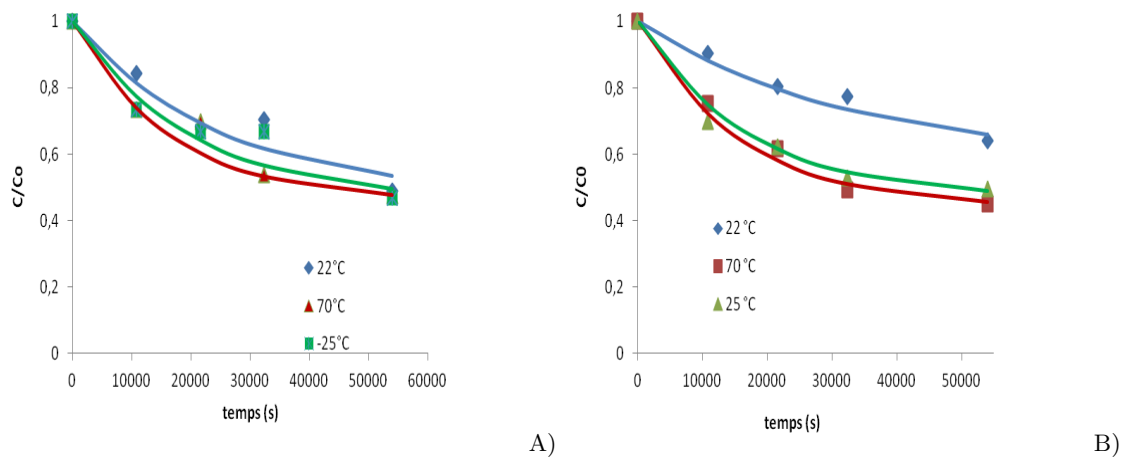 1
0,8
0,6
0,4
0,2
0
C/Co
22°C
70°C
-25°C
0 10000 20000 30000 40000 50000 60000
temps (s)
A)
1
0,8
0,6
0,4
0,2
0
C/C0
22 °C
70 °C
25 °C
0 10000 20000 30000 40000 50000
temps (s)
B)